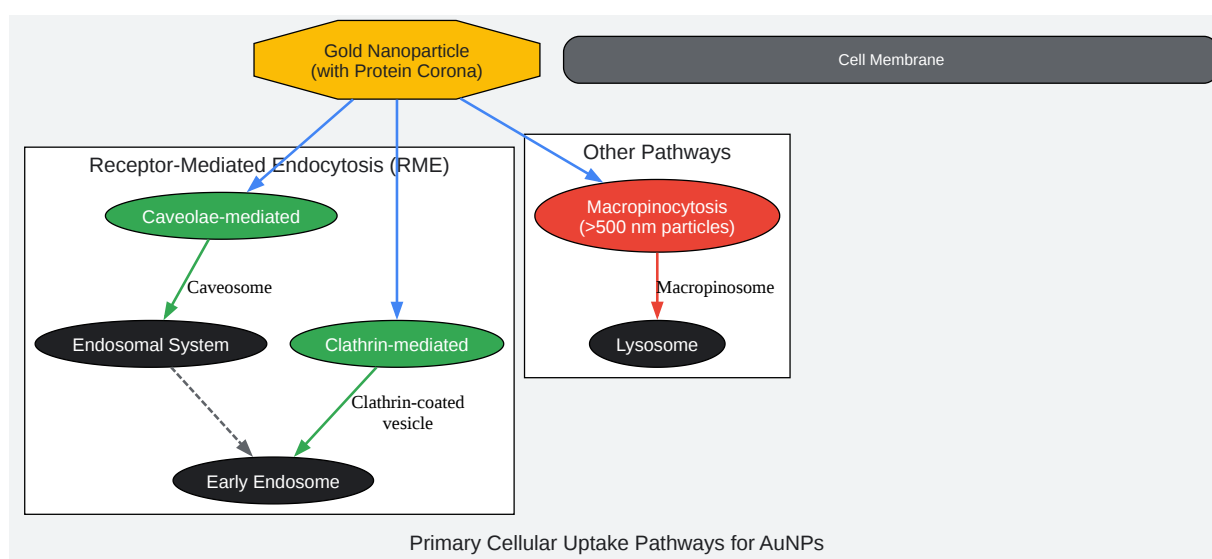 Gold Nanoparticle
(with Protein Corona)
Cell Membrane
Receptor-Mediated Endocytosis (RME)
Other Pathways
Caveolae-mediated
Macropinocytosis
(>500 nm particles)
Caveosome
Macropinosome
Endosomal System
Clathrin-mediated
Lysosome
Clathrin-coated
vesicle
Early Endosome
Primary Cellular Uptake Pathways for AuNPs